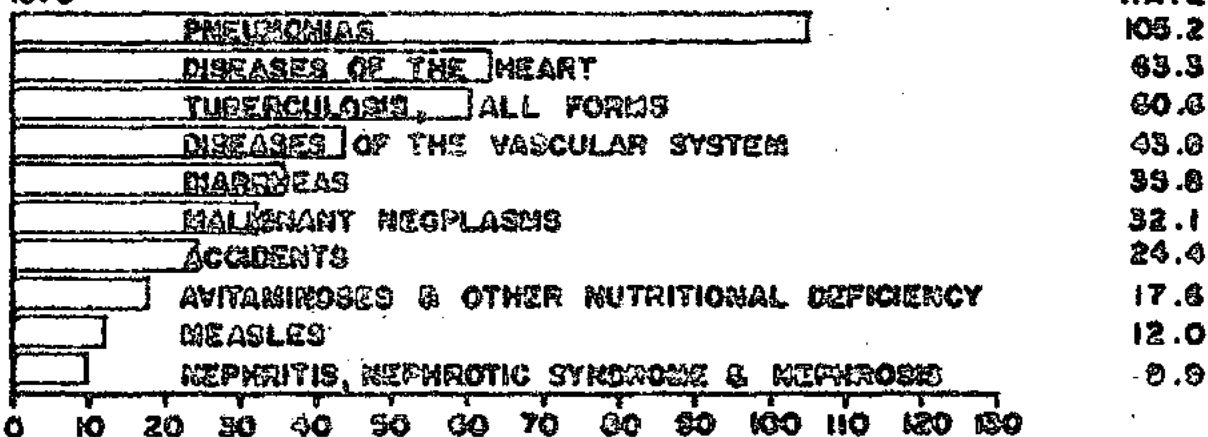 PNEUMONIAS 105.2
DISEASES OF THE HEART 63.3
TUBERCULOSIS, ALL FORMS 60.6
DISEASES OF THE VASCULAR SYSTEM
DIARRHEAS
MALIGNANT NEOPLASMS 32.1
ACCIDENTS 24.4
AVITAMINOSES & OTHER NUTRITIONAL DEFICIENCY 17.6
MEASLES 12.0
NEPHRITIS, NEPHROTIC SYNDROME & NEPHROSIS 9.9
0 10 20 30 40 50 60 70 80 90 100 110 120 130